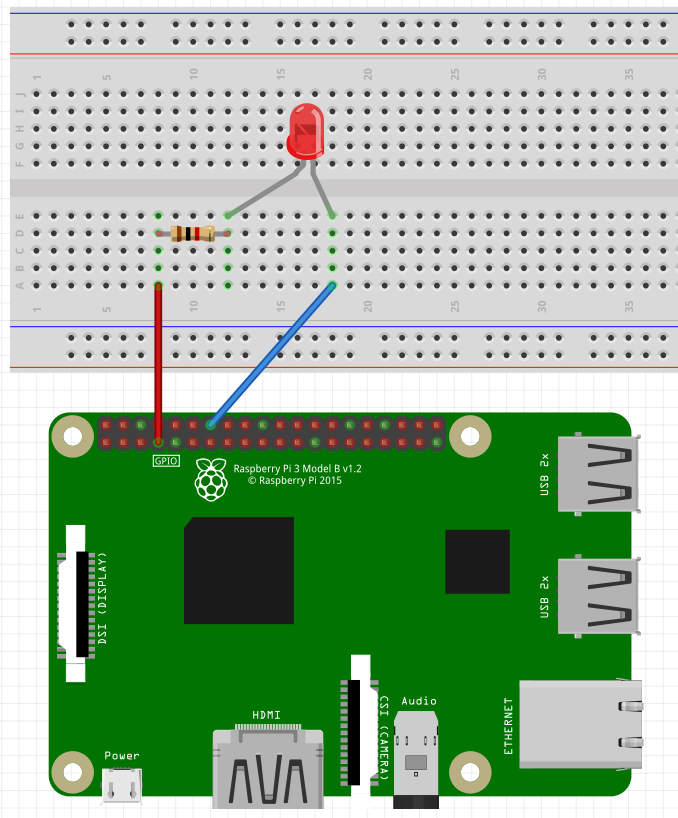 1 5 10 15 20 25 30 35
J
I
H
G
F
E
D
C
B
A
1 5 10 15 20 25 30 35
GPIO
Raspberry Pi 3 Model B v1.2
© Raspberry Pi 2015
USB 2x
DSI (DISPLAY)
USB 2x
HDMI
CSI (CAMERA)
Audio
ETHERNET
Power